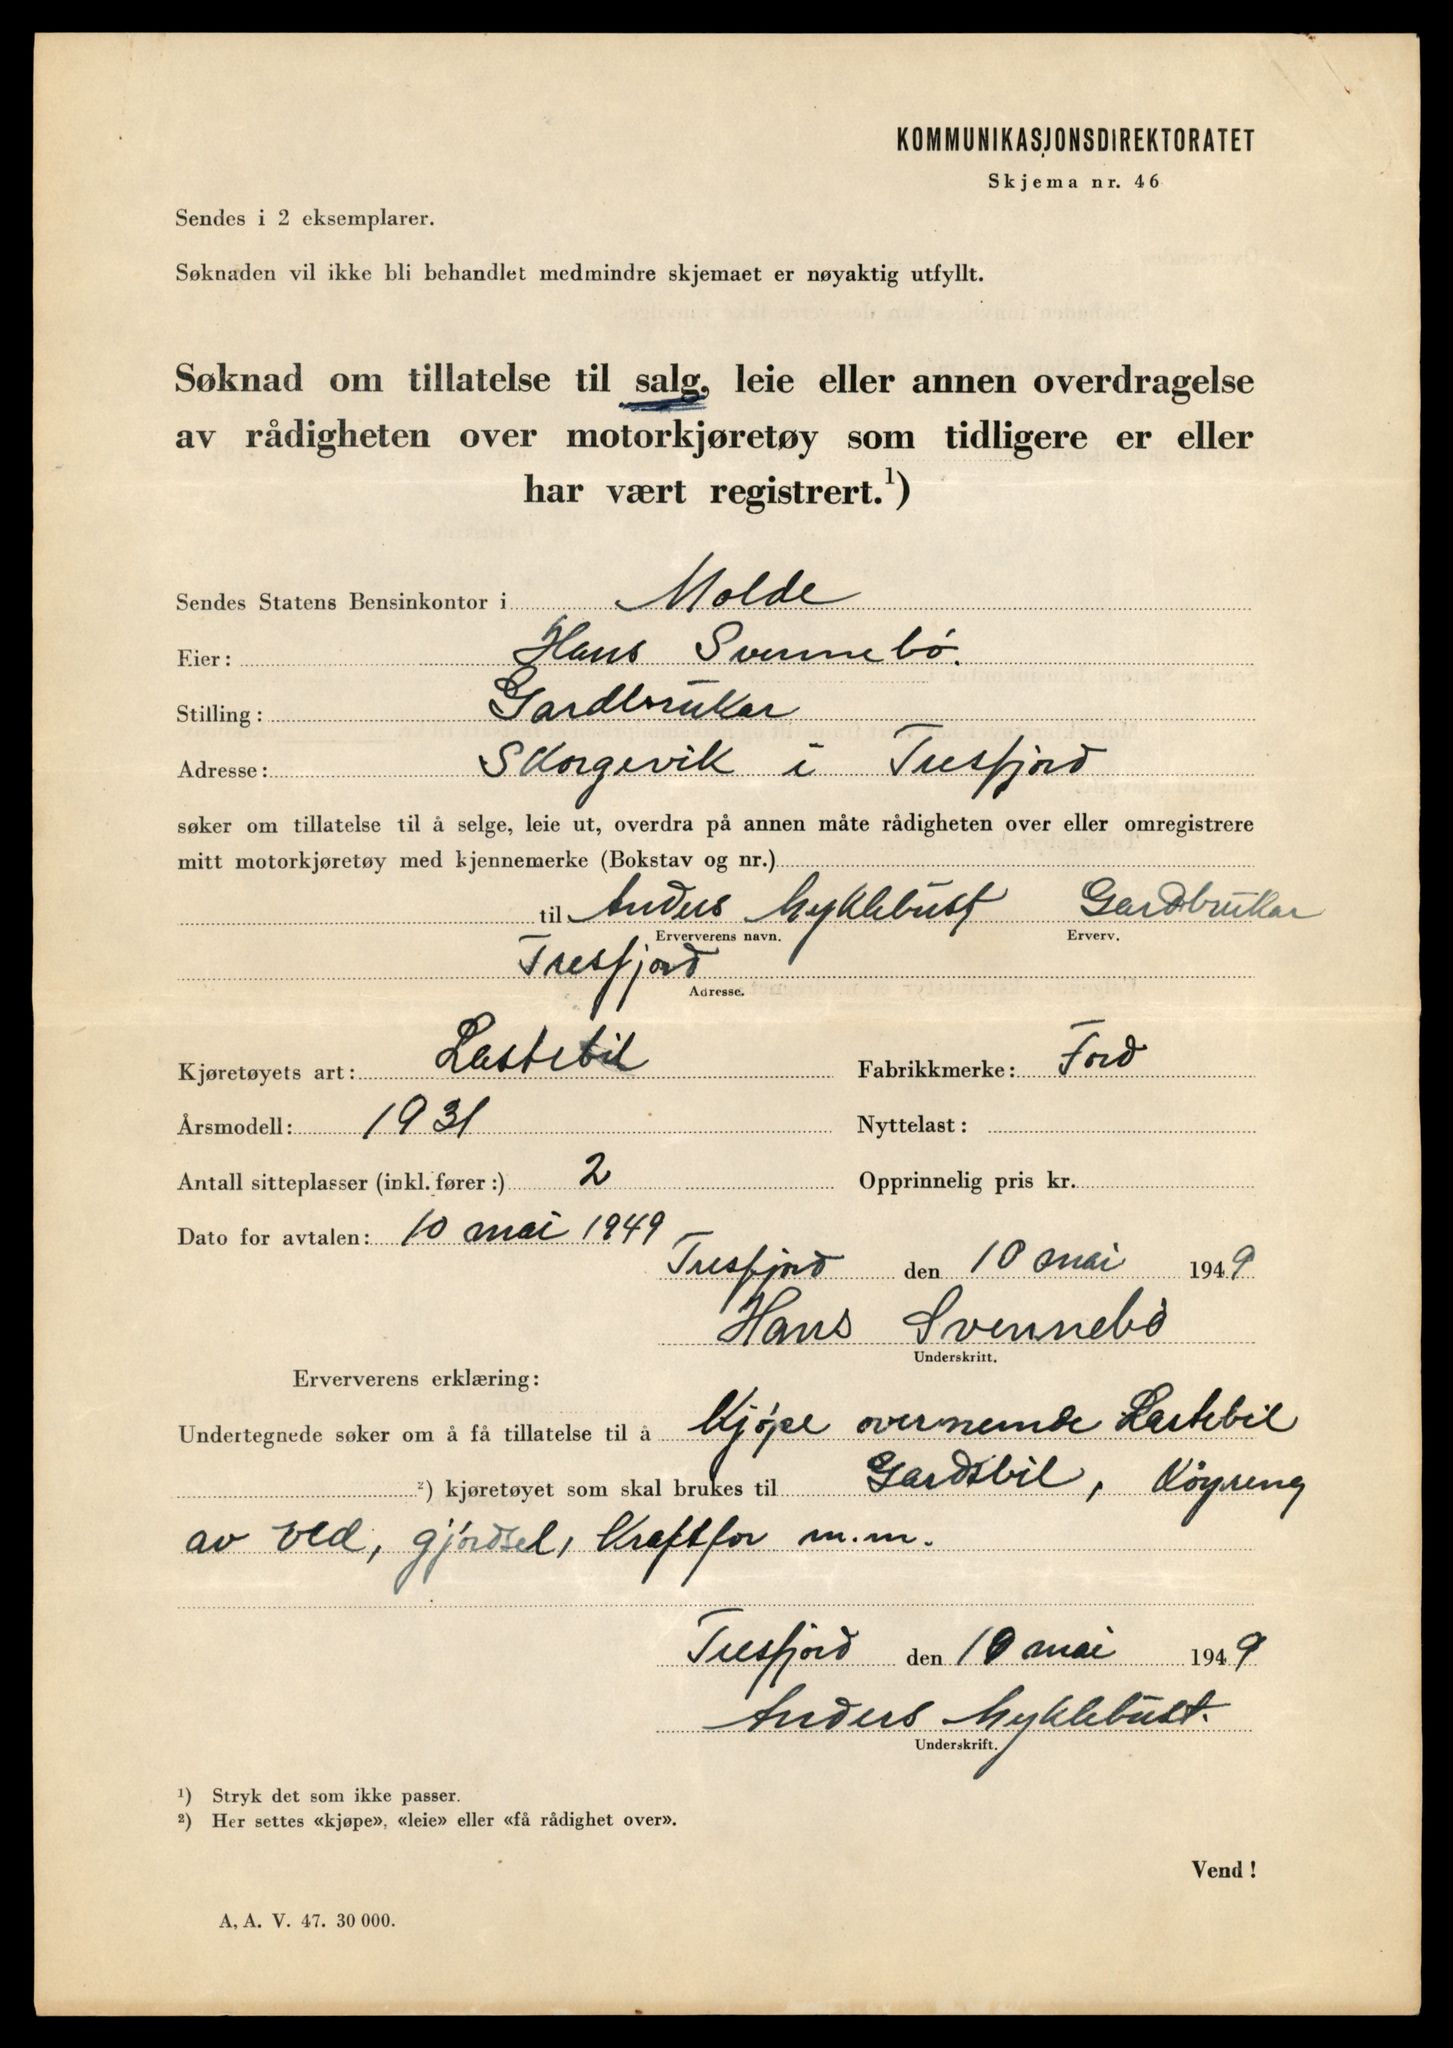 KOMMUNIKASJONSDIREKTORATET
Skjema nr. 46
Sendes i 2 eksemplarer.
Søknaden vil ikke bli behandlet medmindre skjemaet er nøyaktig utfyllt.
Søknad om tillatelse til salg, leie eller annen overdragelse
av rådigheten over motorkjøretøy som tidligere er eller
har vært registrert.¹)
Sendes Statens Bensinkontor i Molde
Eier: Hans Svennebö.
Stilling: Gardbrukar
Adresse: Skorgevik i Tresfjord
søker om tillatelse til å selge, leie ut, overdra på annen måte rådigheten over eller omregistrere
mitt motorkjøretøy med kjennemerke (Bokstav og nr.)
til Anders Myklebust Gardbrukar
Erververens navn. Erverv.
Tresfjord
Adresse.
Kjøretøyets art: Lastebil Fabrikkmerke: Ford
Årsmodell: 1931 Nyttelast:
Antall sitteplasser (inkl. fører:) 2 Opprinnelig pris kr.
Dato for avtalen: 10 mai 1949
Tresfjord den 10 mai 1949
Hans Svennebö
Underskrift.
Erververens erklæring:
Undertegnede søker om å få tillatelse til å Kjøpe overnemde Lastebil
²) kjøretøyet som skal brukes til Gardsbil, Köyreng
av ved, gjödsel, Kraftfor m.m.
Tresfjord den 10 mai 1949
Anders Myklebust.
Underskrift.
¹) Stryk det som ikke passer.
²) Her settes «kjøpe», «leie» eller «få rådighet over».
Vend!
A, A. V. 47. 30 000.